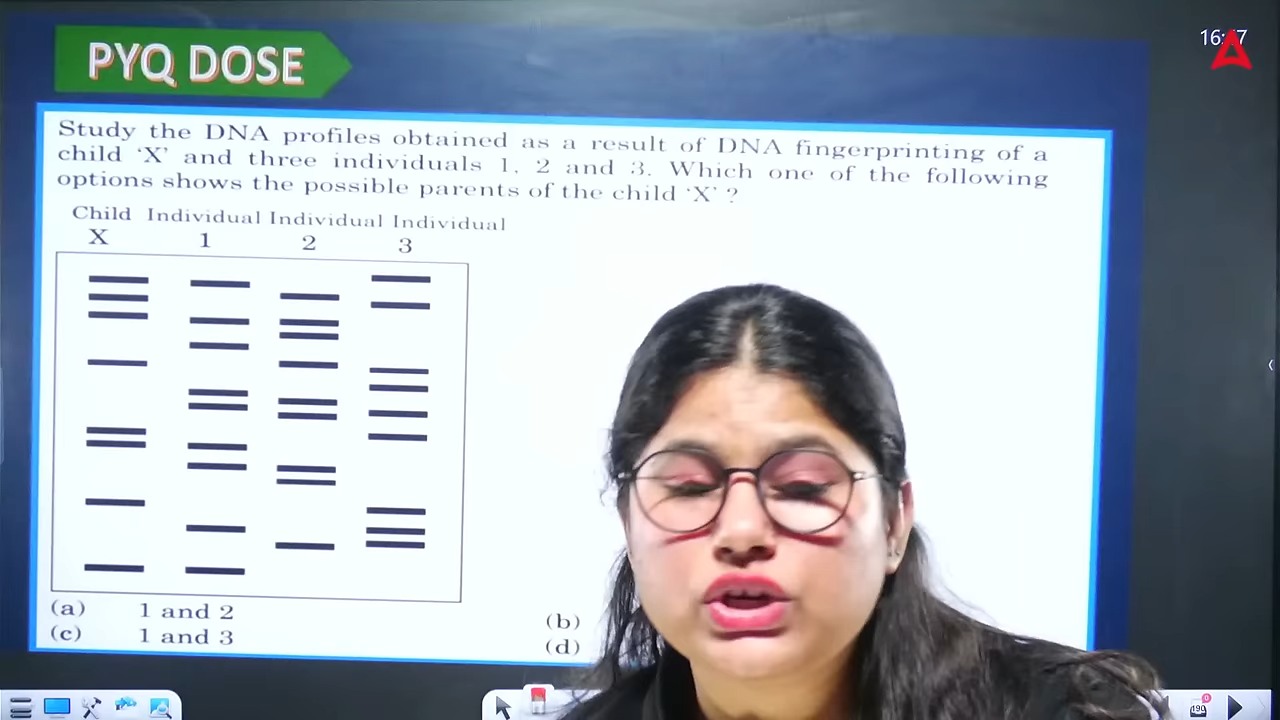 PYQ DOSE
Study the DNA profiles obtained as a result of DNA fingerprinting of a
child ‘X’ and three individuals 1, 2 and 3. Which one of the following
options shows the possible parents of the child ‘X’ ?
Child Individual Individual Individual
X 1 2 3
(a) 1 and 2 (b)
(c) 1 and 3 (d)